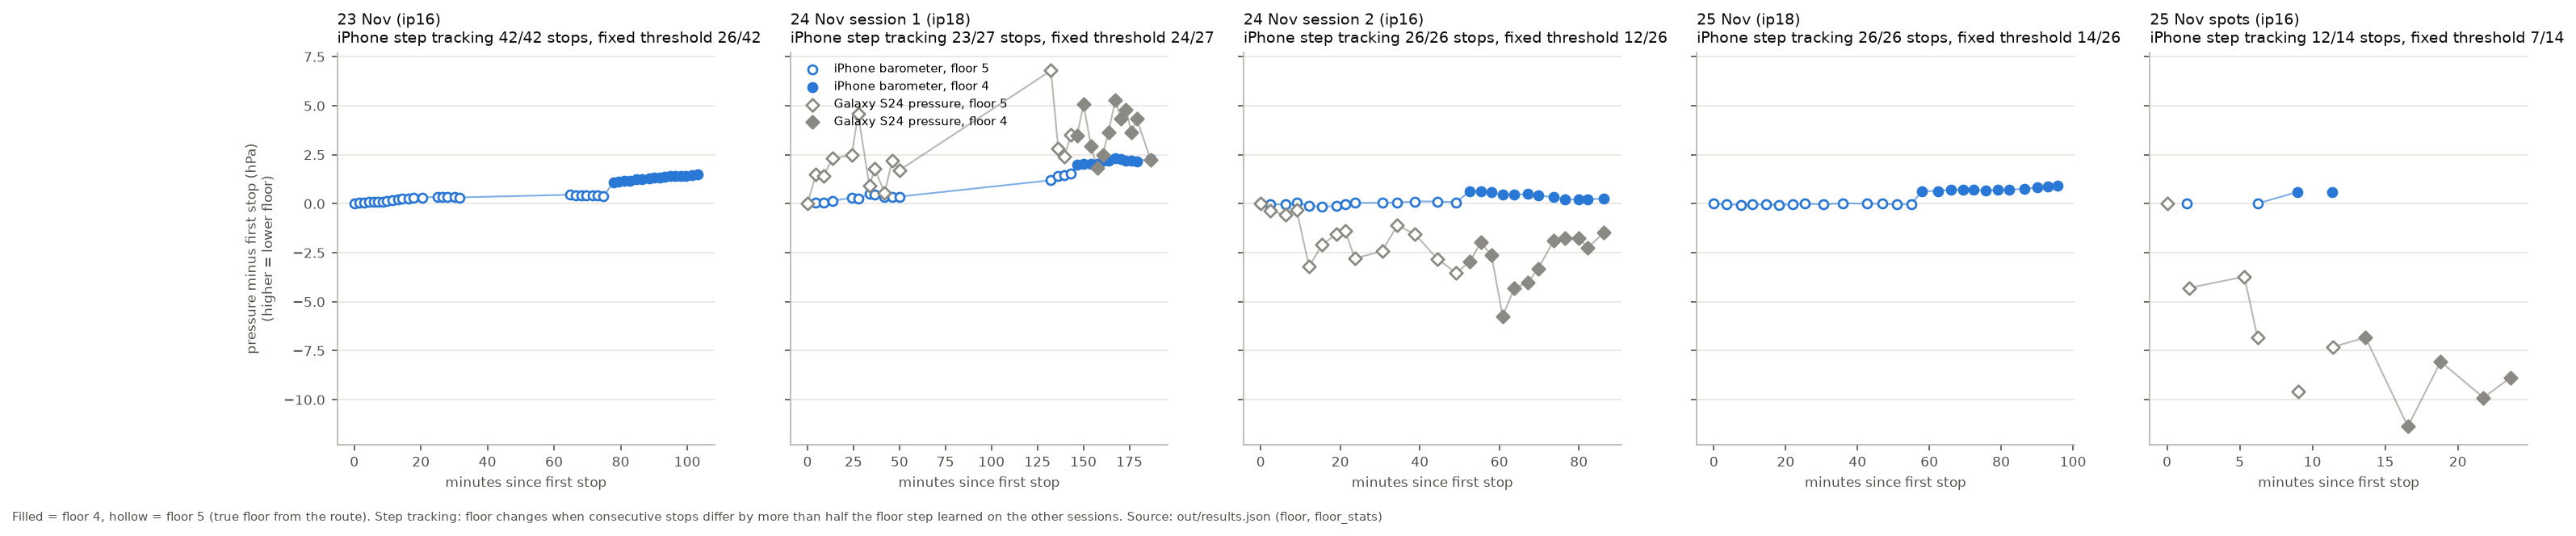 23 Nov (ip16)
iPhone step tracking 42/42 stops, fixed threshold 26/42
24 Nov session 1 (ip18)
iPhone step tracking 23/27 stops, fixed threshold 24/27
24 Nov session 2 (ip16)
iPhone step tracking 26/26 stops, fixed threshold 12/26
25 Nov (ip18)
iPhone step tracking 26/26 stops, fixed threshold 14/26
25 Nov spots (ip16)
iPhone step tracking 12/14 stops, fixed threshold 7/14
pressure minus first stop (hPa)
(higher = lower floor)
7.5
5.0
2.5
0.0
−2.5
−5.0
−7.5
−10.0
iPhone barometer, floor 5
iPhone barometer, floor 4
Galaxy S24 pressure, floor 5
Galaxy S24 pressure, floor 4
0 20 40 60 80 100
0 25 50 75 100 125 150 175
0 20 40 60 80
0 20 40 60 80 100
0 5 10 15 20
minutes since first stop
minutes since first stop
minutes since first stop
minutes since first stop
minutes since first stop
Filled = floor 4, hollow = floor 5 (true floor from the route). Step tracking: floor changes when consecutive stops differ by more than half the floor step learned on the other sessions. Source: out/results.json (floor, floor_stats)